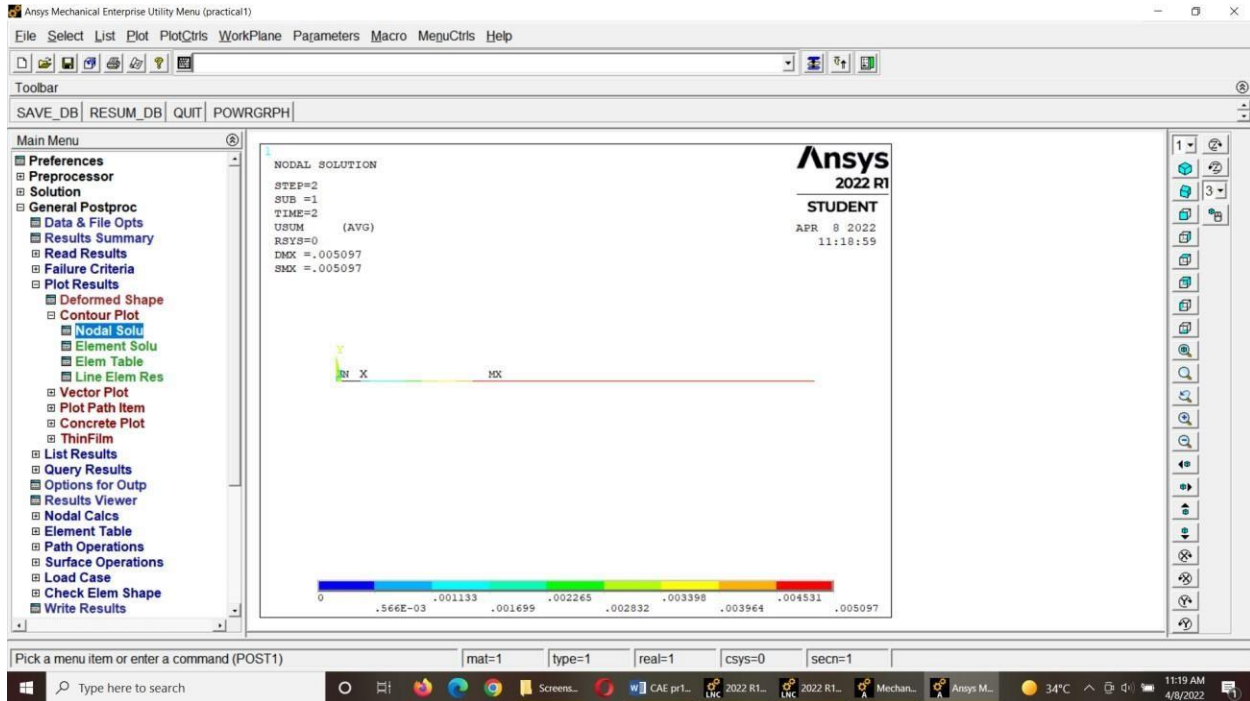 Ansys Mechanical Enterprise Utility Menu (practical1)
File Select List Plot PlotCtrls WorkPlane Parameters Macro MenuCtrls Help
Toolbar
SAVE_DB RESUM_DB QUIT POWRGRPH
Main Menu
Preferences
Preprocessor
Solution
General Postproc
Data & File Opts
Results Summary
Read Results
Failure Criteria
Plot Results
Deformed Shape
Contour Plot
Nodal Solu
Element Solu
Elem Table
Line Elem Res
Vector Plot
Plot Path Item
Concrete Plot
ThinFilm
List Results
Query Results
Options for Outp
Results Viewer
Nodal Calcs
Element Table
Path Operations
Surface Operations
Load Case
Check Elem Shape
Write Results
1
NODAL SOLUTION
STEP=2
SUB =1
TIME=2
USUM (AVG)
RSYS=0
DMX =.005097
SMX =.005097
Ansys
2022 R1
STUDENT
APR 8 2022
11:18:59
Y
X MX
0 .001133 .002265 .003398 .004531
.566E-03 .001699 .002832 .003964 .005097
1
3
Pick a menu item or enter a command (POST1) mat=1 type=1 real=1 csys=0 secn=1
Type here to search Screens... CAE pr1... 2022 R1... 2022 R1... Mechan... Ansys M... 34°C 11:19 AM
4/8/2022